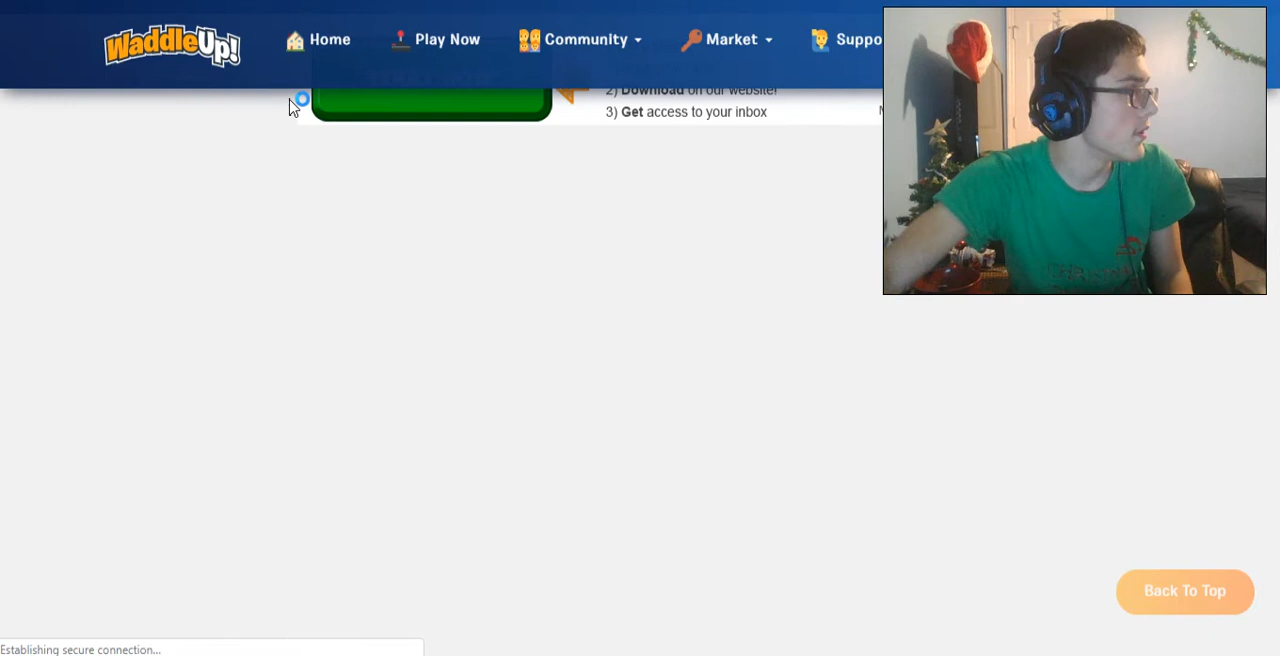 WaddleUp!
Home
Play Now
Community
Market
Suppo
2) Download on our website!
3) Get access to your inbox
Back To Top
Establishing secure connection...